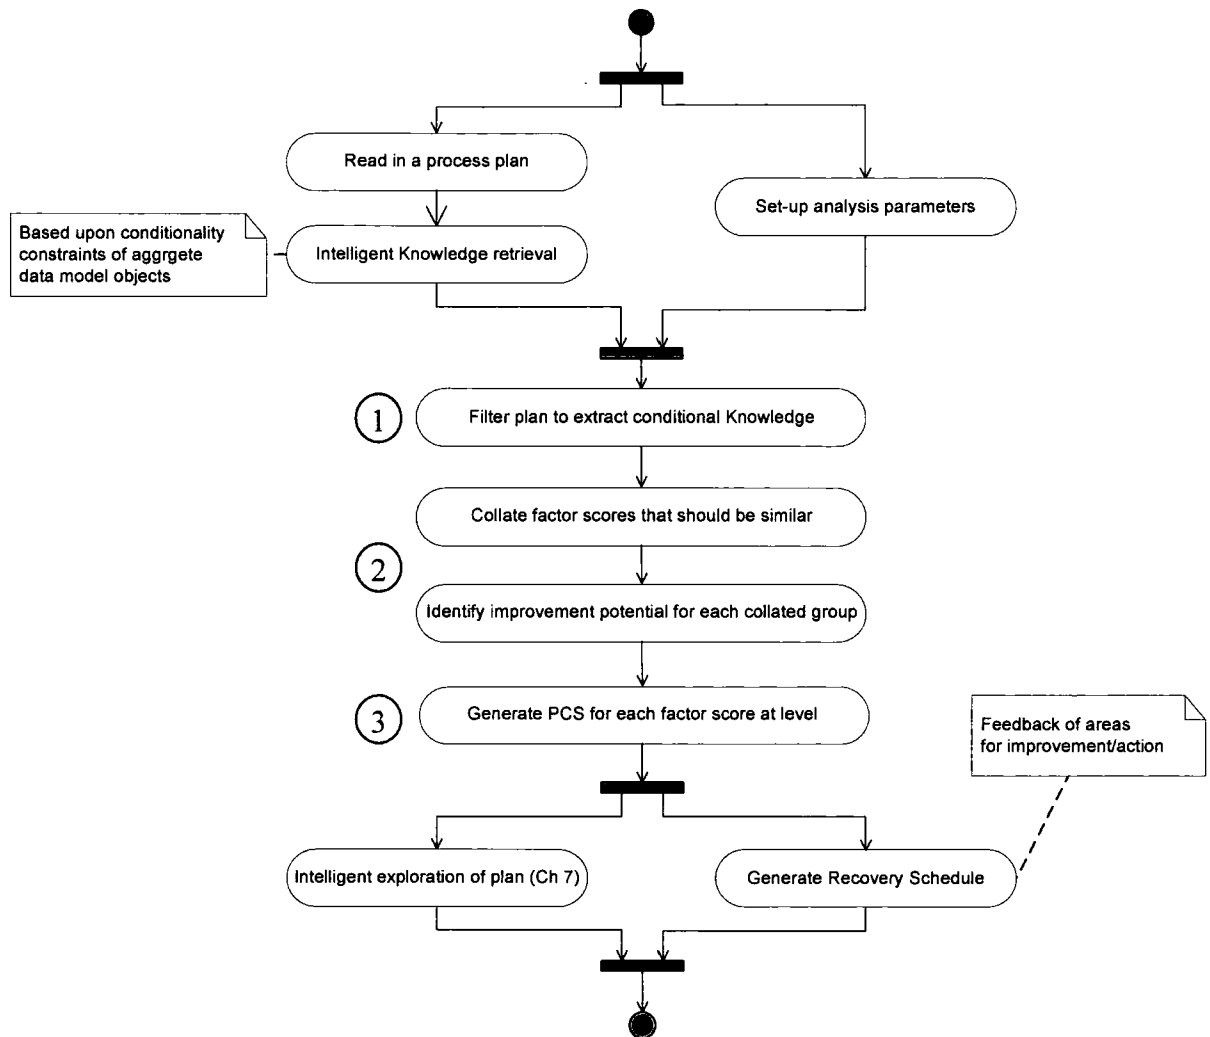 Read in a process plan
Set-up analysis parameters
Based upon conditionality
constraints of aggrgete
data model objects
Intelligent Knowledge retrieval
1
Filter plan to extract conditional Knowledge
Collate factor scores that should be similar
2
Identify improvement potential for each collated group
3
Generate PCS for each factor score at level
Feedback of areas
for improvement/action
Intelligent exploration of plan (Ch 7)
Generate Recovery Schedule